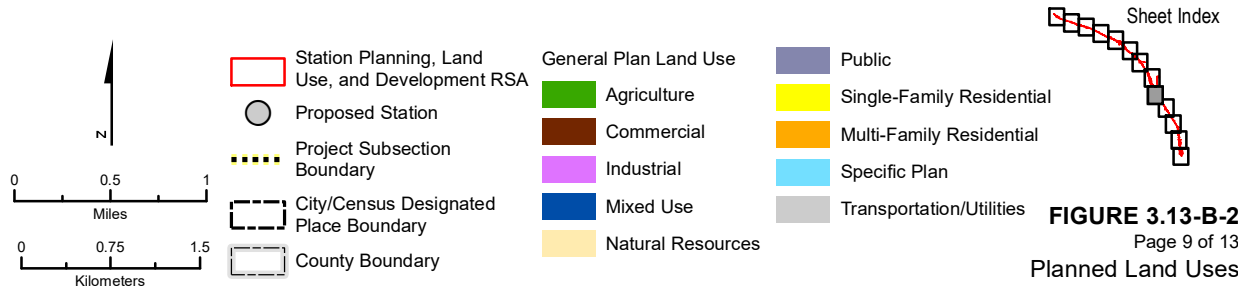 N
0 0.5 1
Miles
0 0.75 1.5
Kilometers
Station Planning, Land
Use, and Development RSA
Proposed Station
Project Subsection
Boundary
City/Census Designated
Place Boundary
County Boundary
General Plan Land Use
Agriculture
Commercial
Industrial
Mixed Use
Natural Resources
Public
Single-Family Residential
Multi-Family Residential
Specific Plan
Transportation/Utilities
Sheet Index
FIGURE 3.13-B-2
Page 9 of 13
Planned Land Uses